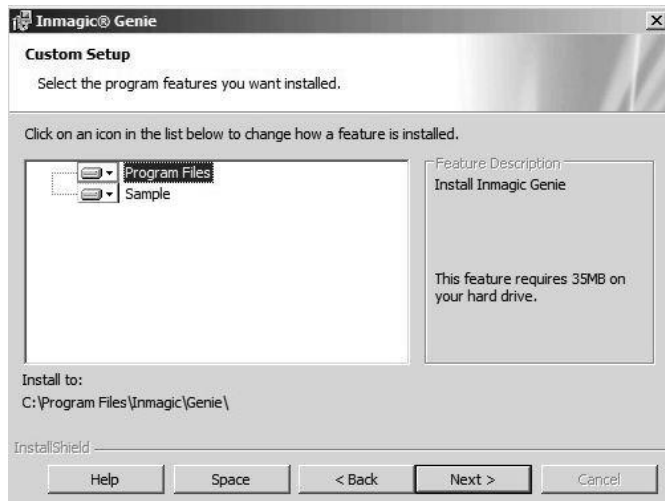 Inmagic® Genie
Custom Setup
Select the program features you want installed.
Click on an icon in the list below to change how a feature is installed.
Program Files
Sample
Feature Description
Install Inmagic Genie
This feature requires 35MB on
your hard drive.
Install to:
C:\Program Files\Inmagic\Genie\
InstallShield
Help
Space
< Back
Next >
Cancel